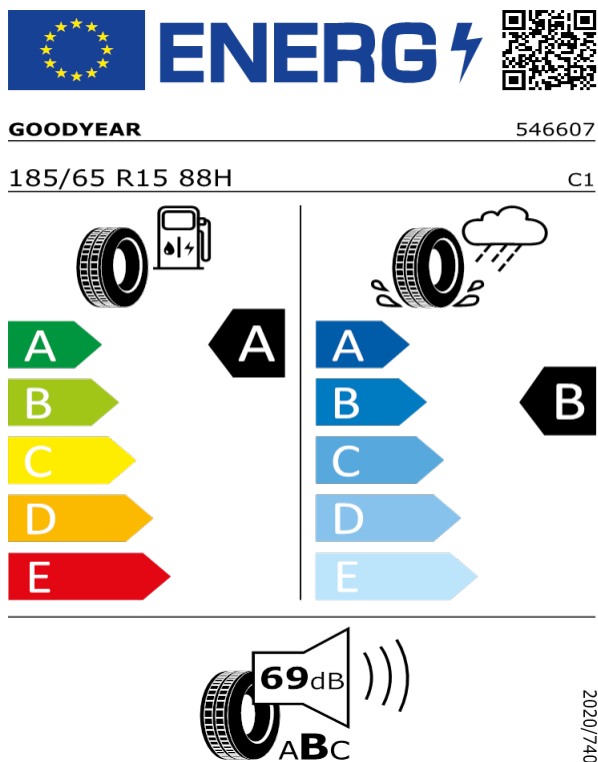 ENERG
GOODYEAR 546607
185/65 R15 88H C1
A A
B
C
D
E
A
B B
C
D
E
69dB
ABC
2020/740